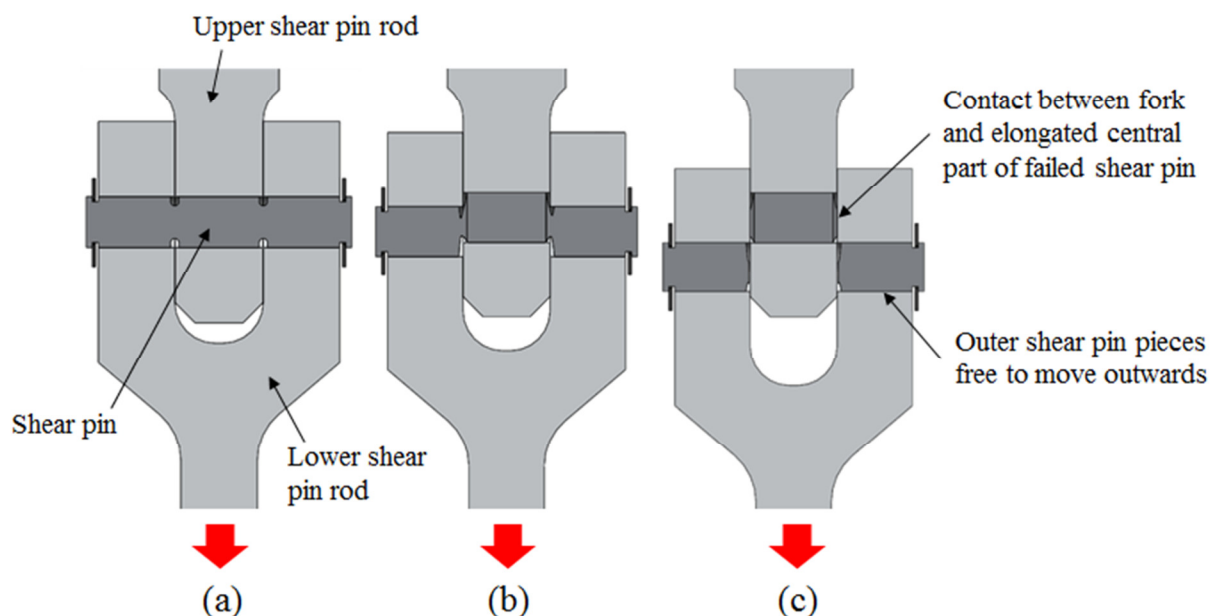 Upper shear pin rod
Contact between fork
and elongated central
part of failed shear pin
Outer shear pin pieces
free to move outwards
Shear pin
Lower shear
pin rod
(a)
(b)
(c)